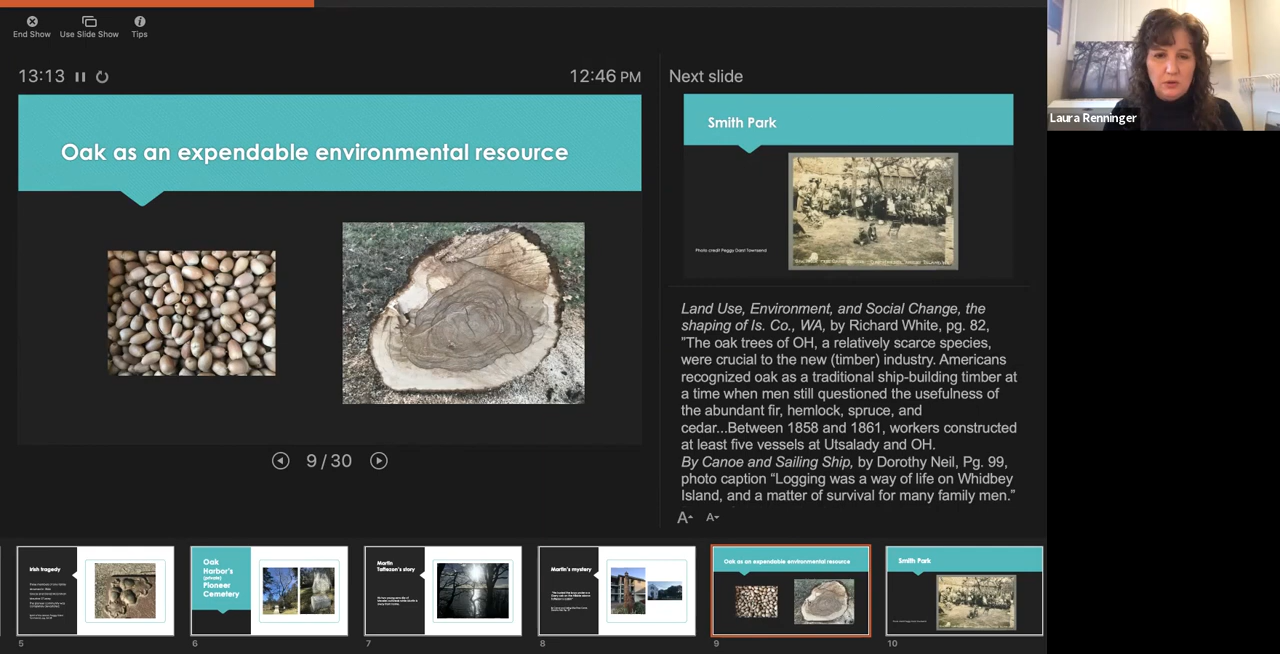 End Show
Use Slide Show
Tips
13:13
12:46 PM
Next slide
Laura Renninger
Oak as an expendable environmental resource
Smith Park
Photo credit Peggy Darst Townsend
9 / 30
Land Use, Environment, and Social Change, the
shaping of Is. Co., WA, by Richard White, pg. 82,
”The oak trees of OH, a relatively scarce species,
were crucial to the new (timber) industry. Americans
recognized oak as a traditional ship-building timber at
a time when men still questioned the usefulness of
the abundant fir, hemlock, spruce, and
cedar...Between 1858 and 1861, workers constructed
at least five vessels at Utsalady and OH.
By Canoe and Sailing Ship, by Dorothy Neil, Pg. 99,
photo caption “Logging was a way of life on Whidbey
Island, and a matter of survival for many family men.”
A
A
Irish tragedy
Oak
Harbor's
(private)
Pioneer
Cemetery
Martin
Taftezon's story
Martin's mystery
Oak as an expendable environmental resource
Smith Park
5
6
7
8
9
10